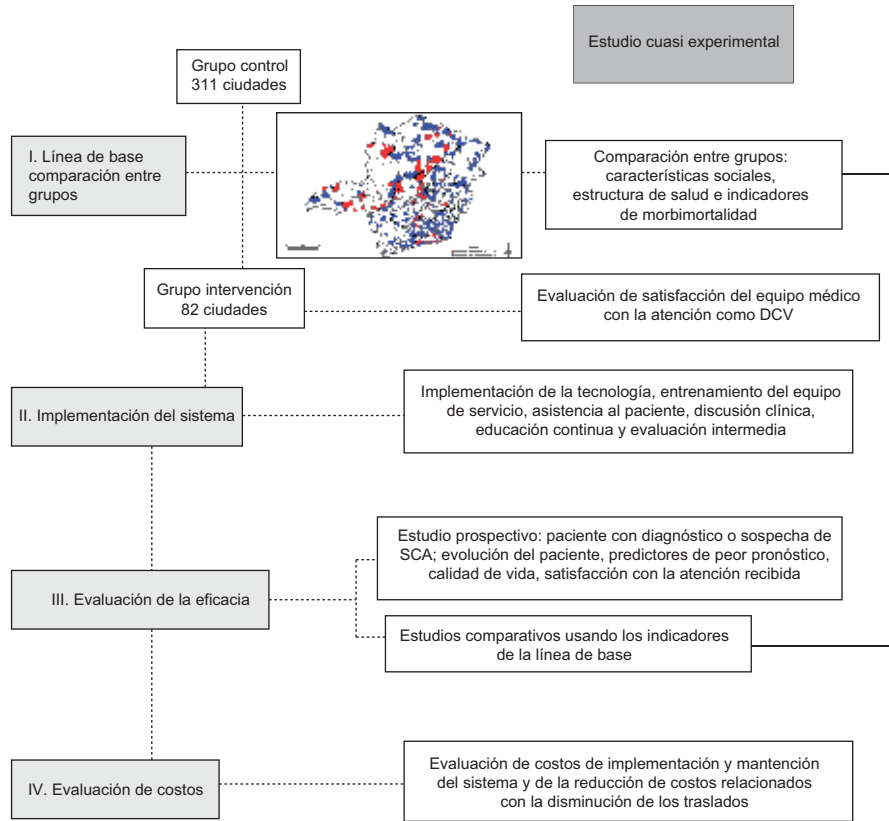 Estudio cuasi experimental
Grupo control
311 ciudades
I. Línea de base
comparación entre
grupos
Comparación entre grupos:
características sociales,
estructura de salud e indicadores
de morbimortalidad
Grupo intervención
82 ciudades
Evaluación de satisfacción del equipo médico
con la atención como DCV
II. Implementación del sistema
Implementación de la tecnología, entrenamiento del equipo
de servicio, asistencia al paciente, discusión clínica,
educación continua y evaluación intermedia
Estudio prospectivo: paciente con diagnóstico o sospecha de
SCA; evolución del paciente, predictores de peor pronóstico,
calidad de vida, satisfacción con la atención recibida
III. Evaluación de la eficacia
Estudios comparativos usando los indicadores
de la línea de base
IV. Evaluación de costos
Evaluación de costos de implementación y mantención
del sistema y de la reducción de costos relacionados
con la disminución de los traslados